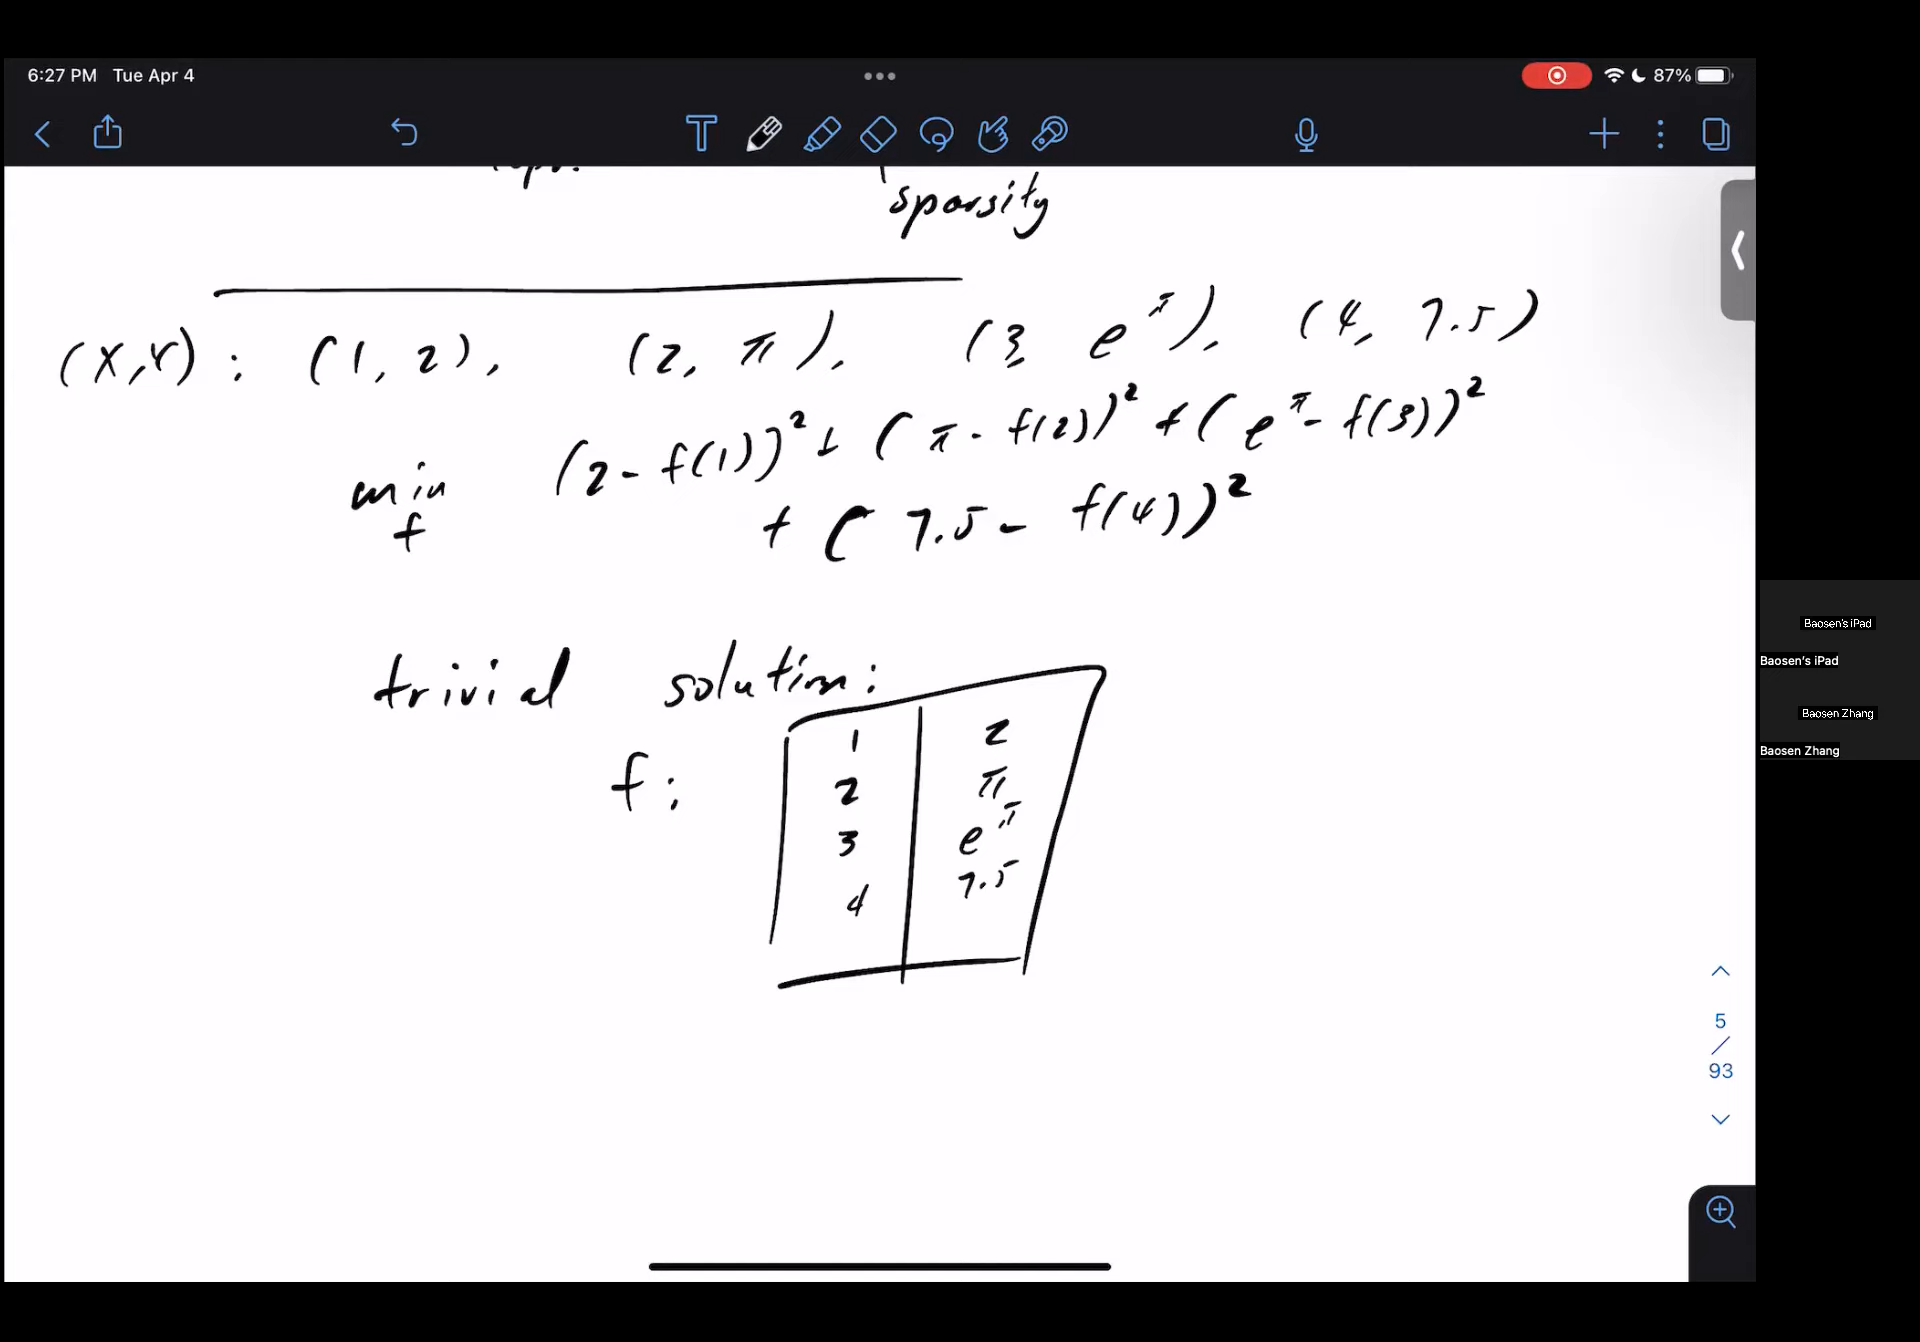 6:27 PM Tue Apr 4
87%
sparsity
(X,Y) : (1, 2), (2, π), (3, e^π), (4, 7.5)
min (2 - f(1))² + (π - f(2))² + (e^π - f(3))²
f + (7.5 - f(4))²
trivial solution:
f:
1 2
2 π
3 e^π
4 7.5
Baosen's iPad
Baosen's iPad
Baosen Zhang
Baosen Zhang
5
/
93